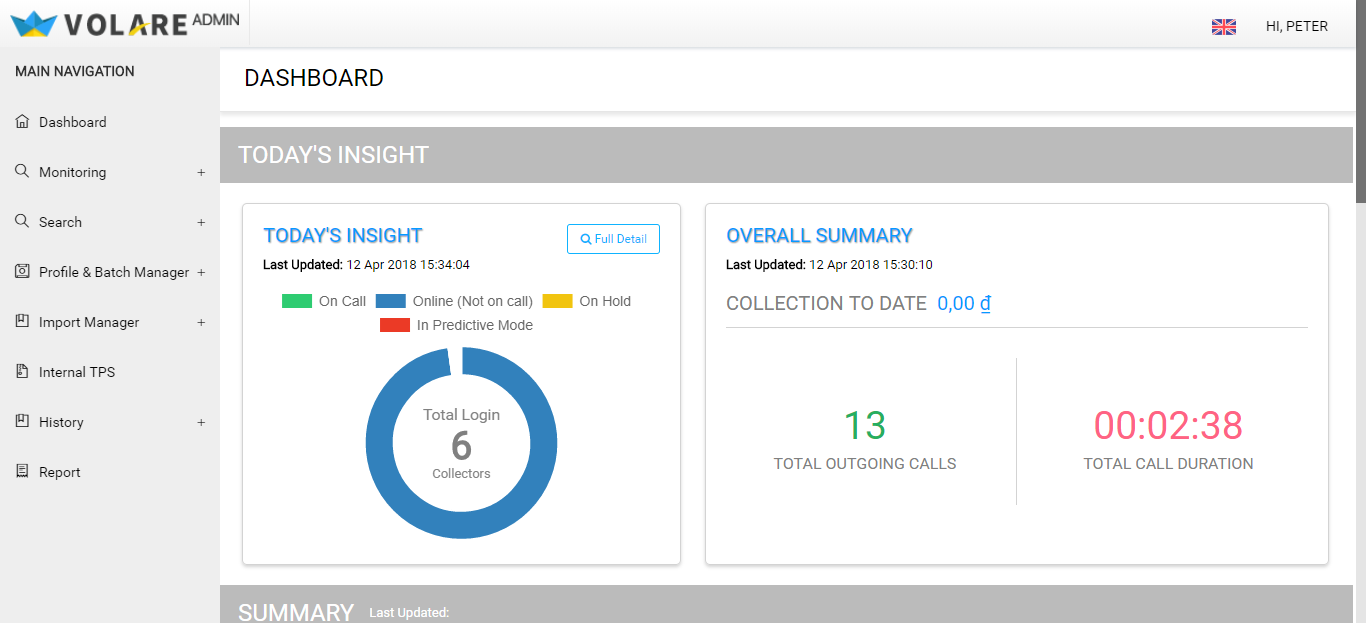 VOLARE ADMIN
HI, PETER
MAIN NAVIGATION
Dashboard
Monitoring +
Search +
Profile & Batch Manager +
Import Manager +
Internal TPS
History +
Report
DASHBOARD
TODAY'S INSIGHT
TODAY'S INSIGHT
Full Detail
Last Updated: 12 Apr 2018 15:34:04
On Call Online (Not on call) On Hold
In Predictive Mode
Total Login
6
Collectors
OVERALL SUMMARY
Last Updated: 12 Apr 2018 15:30:10
COLLECTION TO DATE 0,00 ₫
13
TOTAL OUTGOING CALLS
00:02:38
TOTAL CALL DURATION
SUMMARY Last Updated: